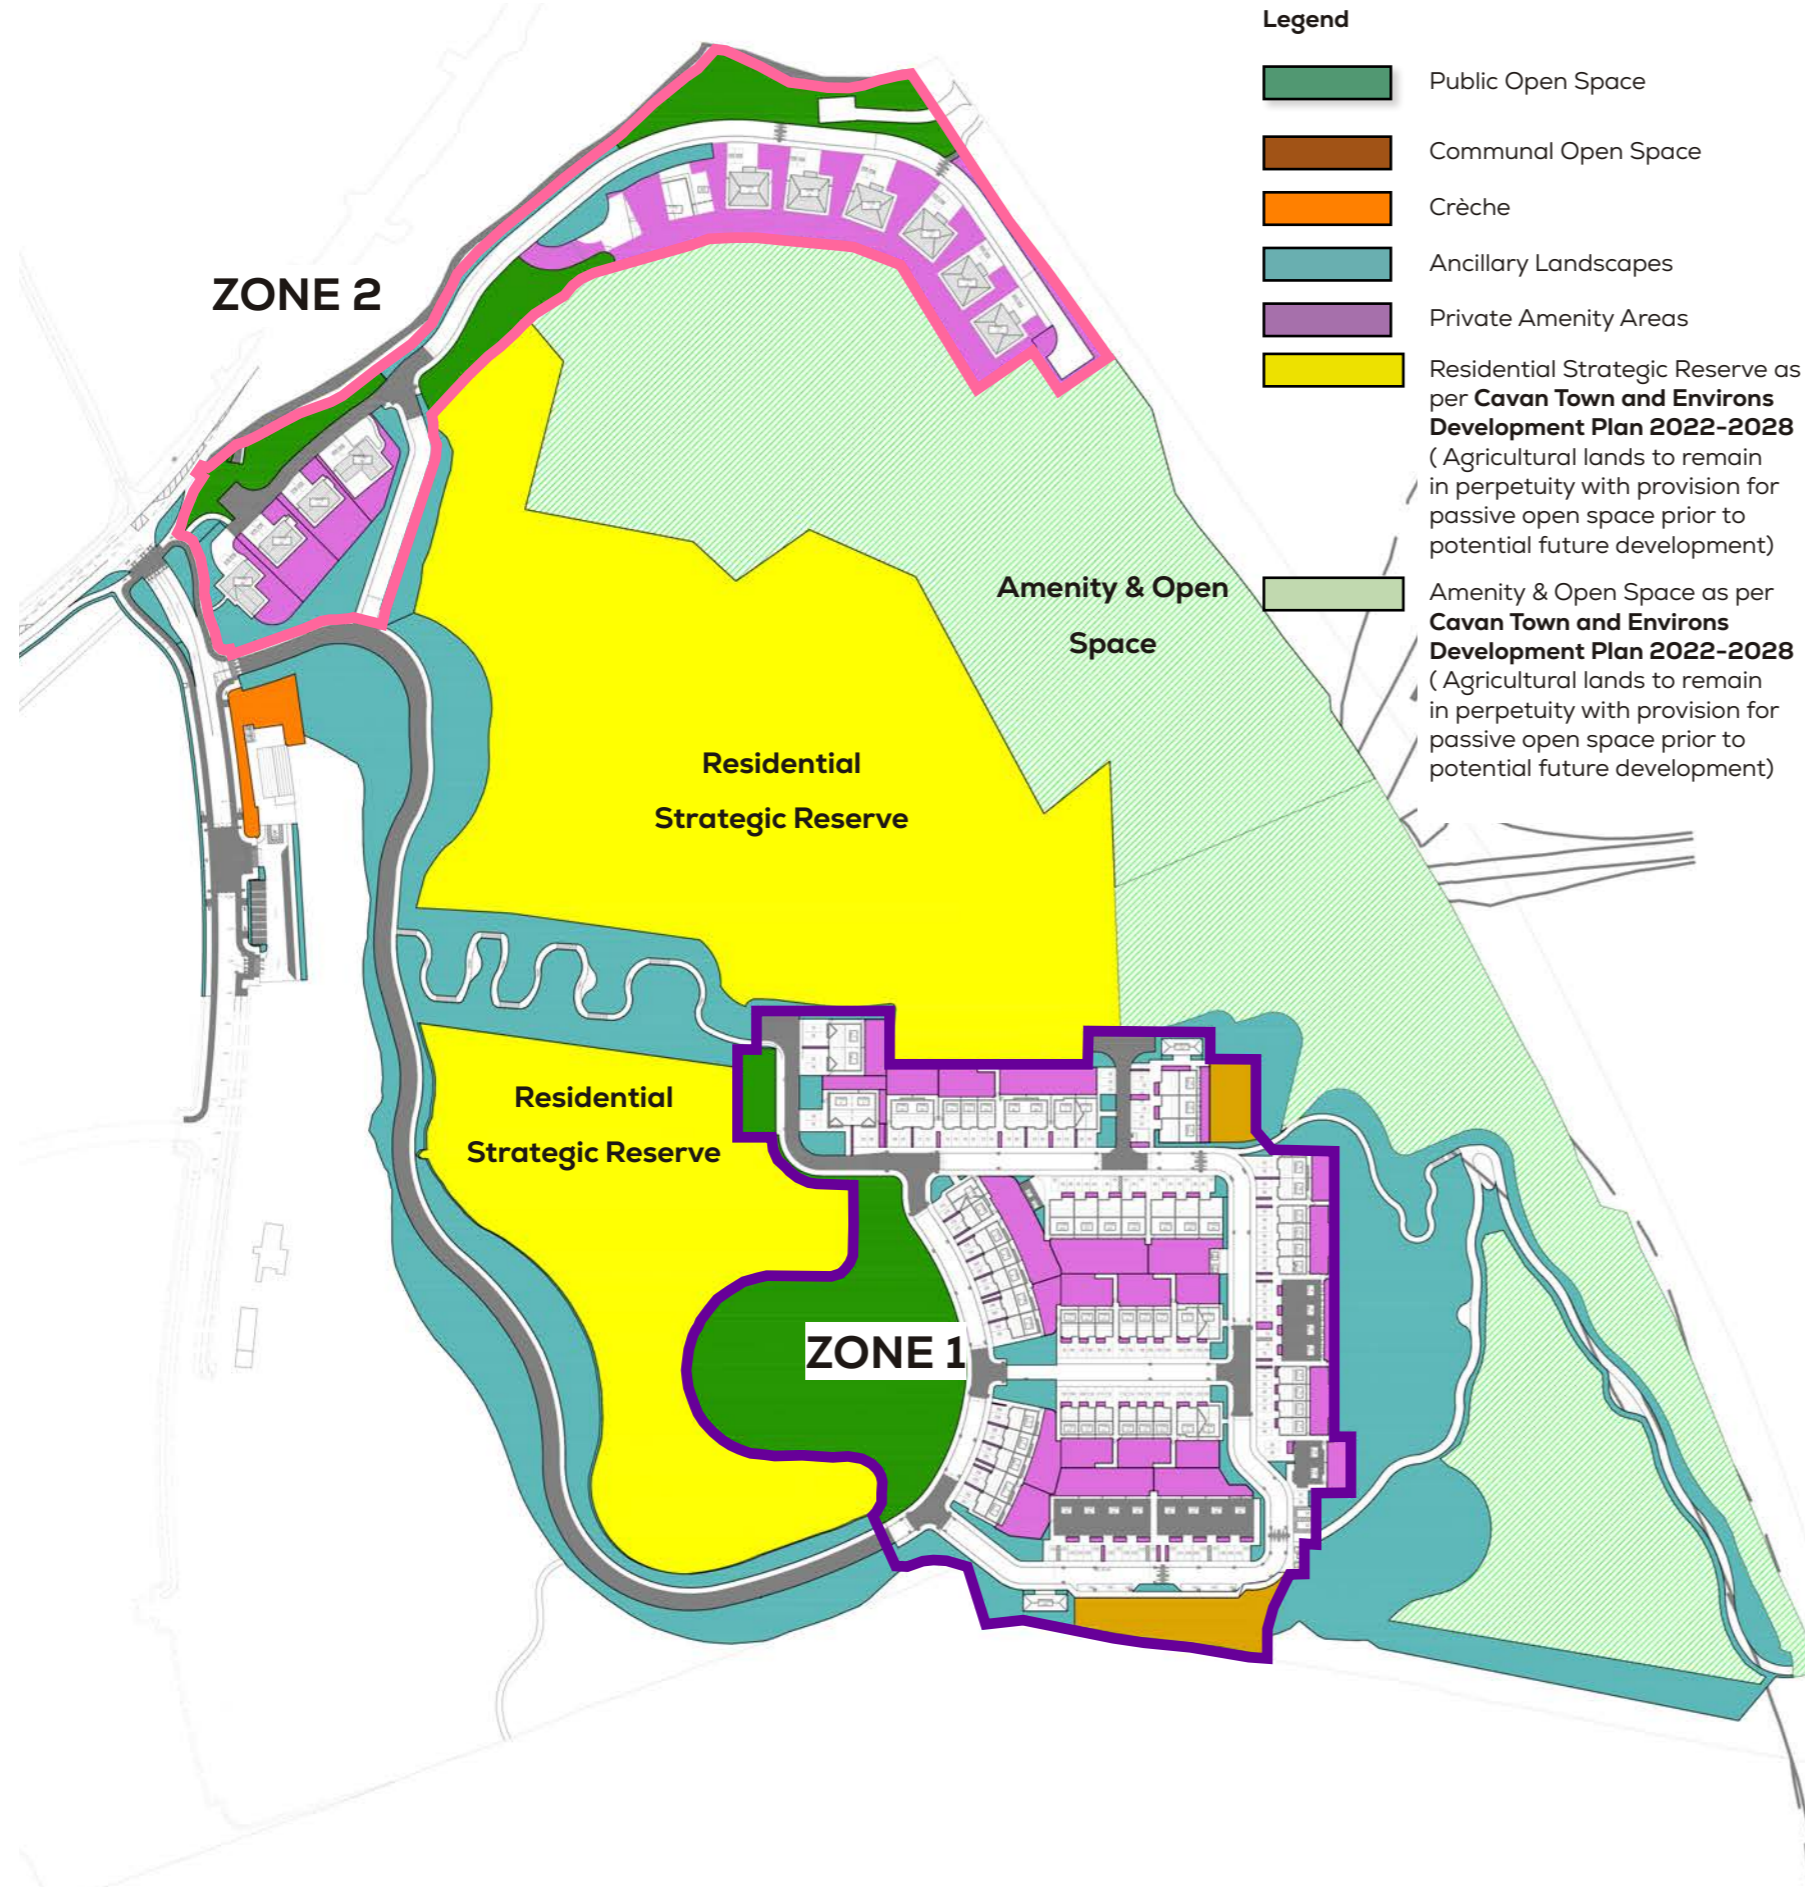 Legend
Public Open Space
Communal Open Space
Crèche
Ancillary Landscapes
Private Amenity Areas
Residential Strategic Reserve as
per Cavan Town and Environs
Development Plan 2022-2028
( Agricultural lands to remain
in perpetuity with provision for
passive open space prior to
potential future development)
Amenity & Open Space as per
Cavan Town and Environs
Development Plan 2022-2028
( Agricultural lands to remain
in perpetuity with provision for
passive open space prior to
potential future development)
ZONE 2
Amenity & Open
Space
Residential
Strategic Reserve
Residential
Strategic Reserve
ZONE 1